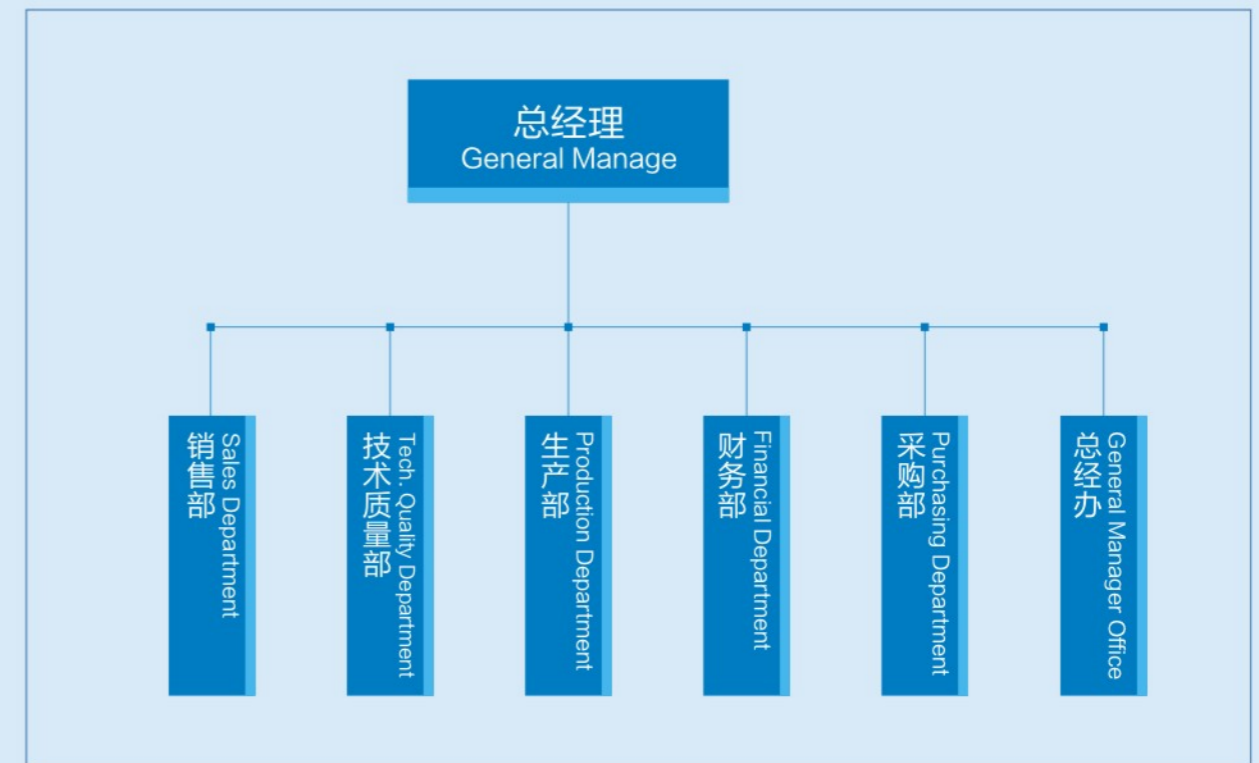 总经理
General Manage
销售部
Sales Department
技术质量部
Tech. Quality Department
生产部
Production Department
财务部
Financial Department
采购部
Purchasing Department
总经办
General Manager Office